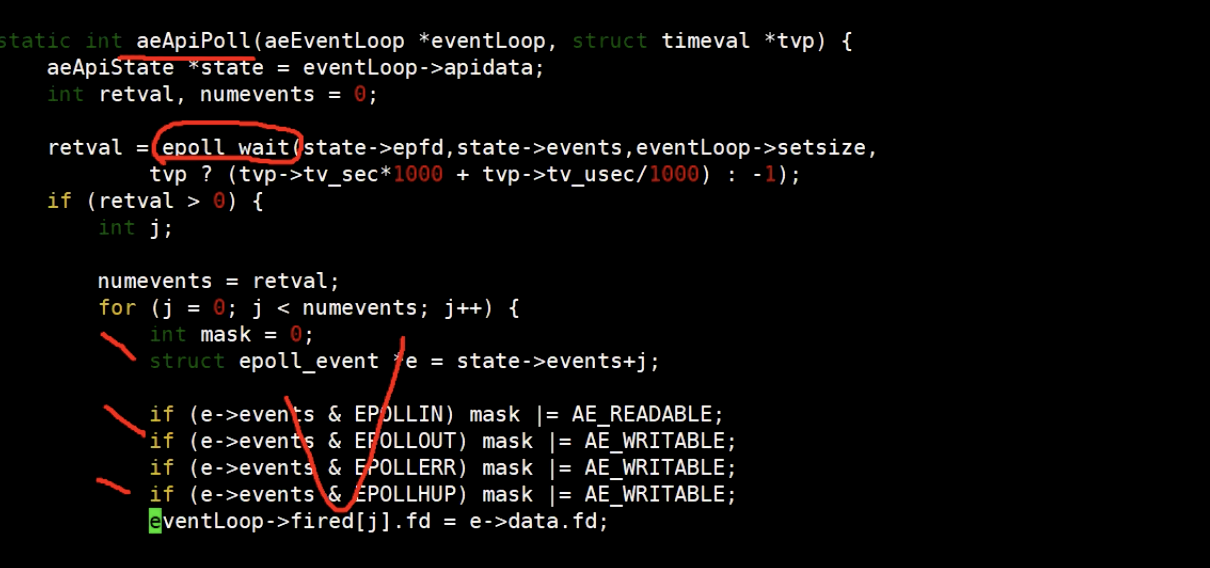 static int aeApiPoll(aeEventLoop *eventLoop, struct timeval *tvp) {
    aeApiState *state = eventLoop->apidata;
    int retval, numevents = 0;
    retval = epoll_wait(state->epfd,state->events,eventLoop->setsize,
            tvp ? (tvp->tv_sec*1000 + tvp->tv_usec/1000) : -1);
    if (retval > 0) {
        int j;
        numevents = retval;
        for (j = 0; j < numevents; j++) {
            int mask = 0;
            struct epoll_event *e = state->events+j;
            if (e->events & EPOLLIN) mask |= AE_READABLE;
            if (e->events & EPOLLOUT) mask |= AE_WRITABLE;
            if (e->events & EPOLLERR) mask |= AE_WRITABLE;
            if (e->events & EPOLLHUP) mask |= AE_WRITABLE;
            eventLoop->fired[j].fd = e->data.fd;